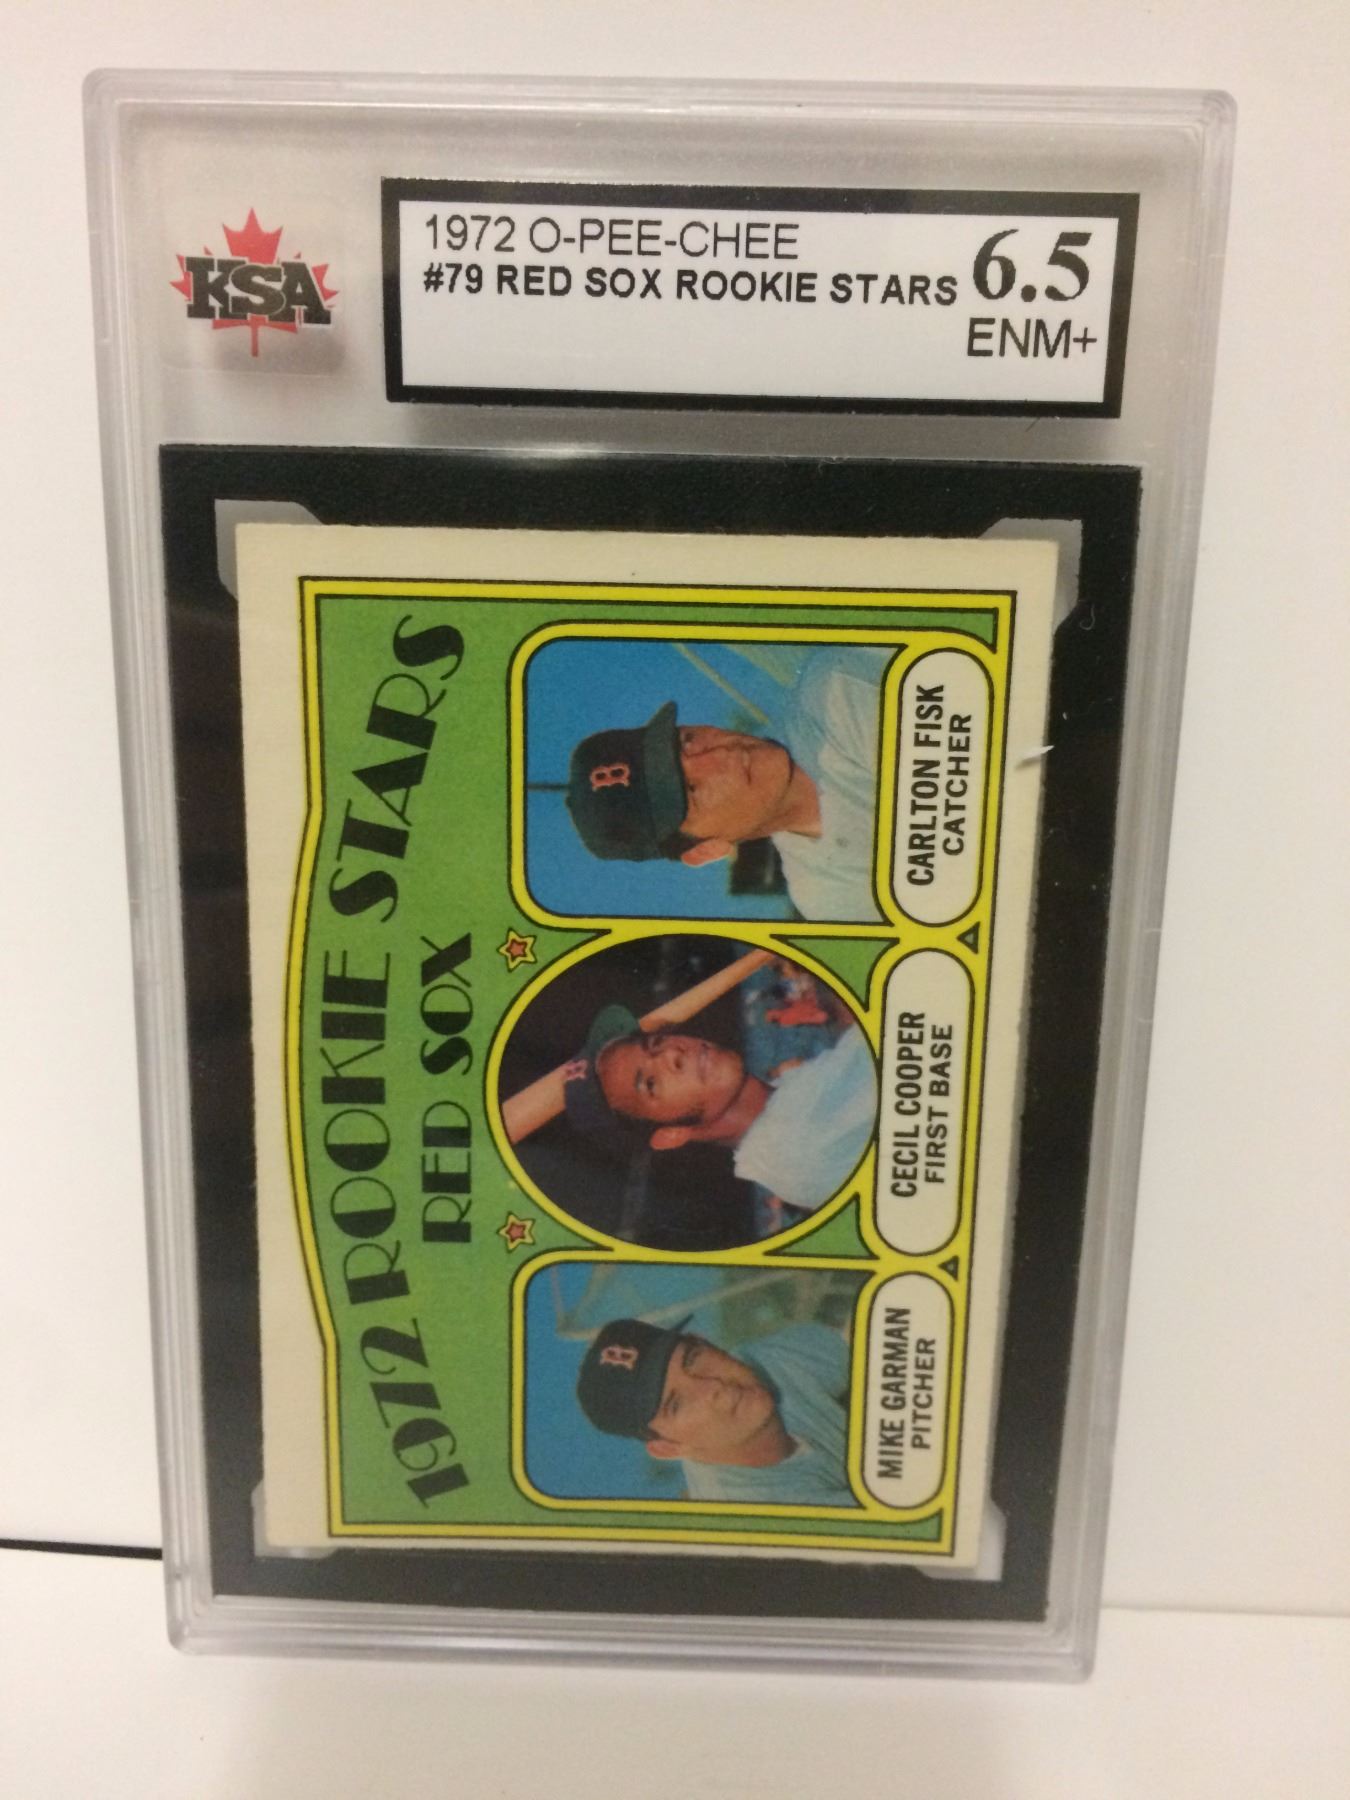 KSA
1972 O-PEE-CHEE
#79 RED SOX ROOKIE STARS
6.5
ENM+
1972 ROOKIE STARS
RED SOX
B
B
B
MIKE GARMAN
PITCHER
CECIL COOPER
FIRST BASE
CARLTON FISK
CATCHER